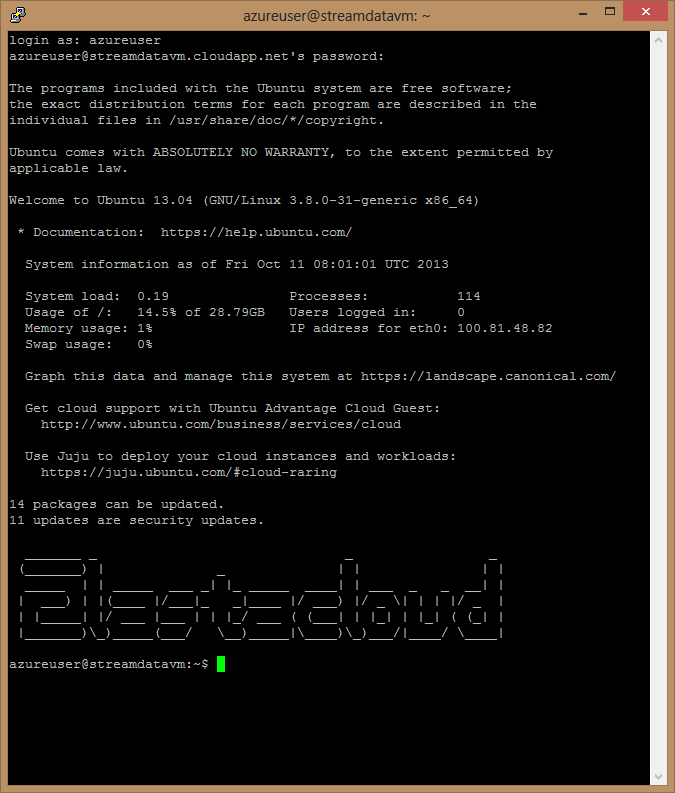 azureuser@streamdatavm: ~
login as: azureuser
azureuser@streamdatavm.cloudapp.net's password:
The programs included with the Ubuntu system are free software;
the exact distribution terms for each program are described in the
individual files in /usr/share/doc/*/copyright.
Ubuntu comes with ABSOLUTELY NO WARRANTY, to the extent permitted by
applicable law.
Welcome to Ubuntu 13.04 (GNU/Linux 3.8.0-31-generic x86_64)
* Documentation:  https://help.ubuntu.com/
System information as of Fri Oct 11 08:01:01 UTC 2013
System load:  0.19               Processes:           114
Usage of /:   14.5% of 28.79GB   Users logged in:     0
Memory usage: 1%                 IP address for eth0: 100.81.48.82
Swap usage:   0%
Graph this data and manage this system at https://landscape.canonical.com/
Get cloud support with Ubuntu Advantage Cloud Guest:
http://www.ubuntu.com/business/services/cloud
Use Juju to deploy your cloud instances and workloads:
https://juju.ubuntu.com/#cloud-raring
14 packages can be updated.
11 updates are security updates.
elastacloud
azureuser@streamdatavm:~$